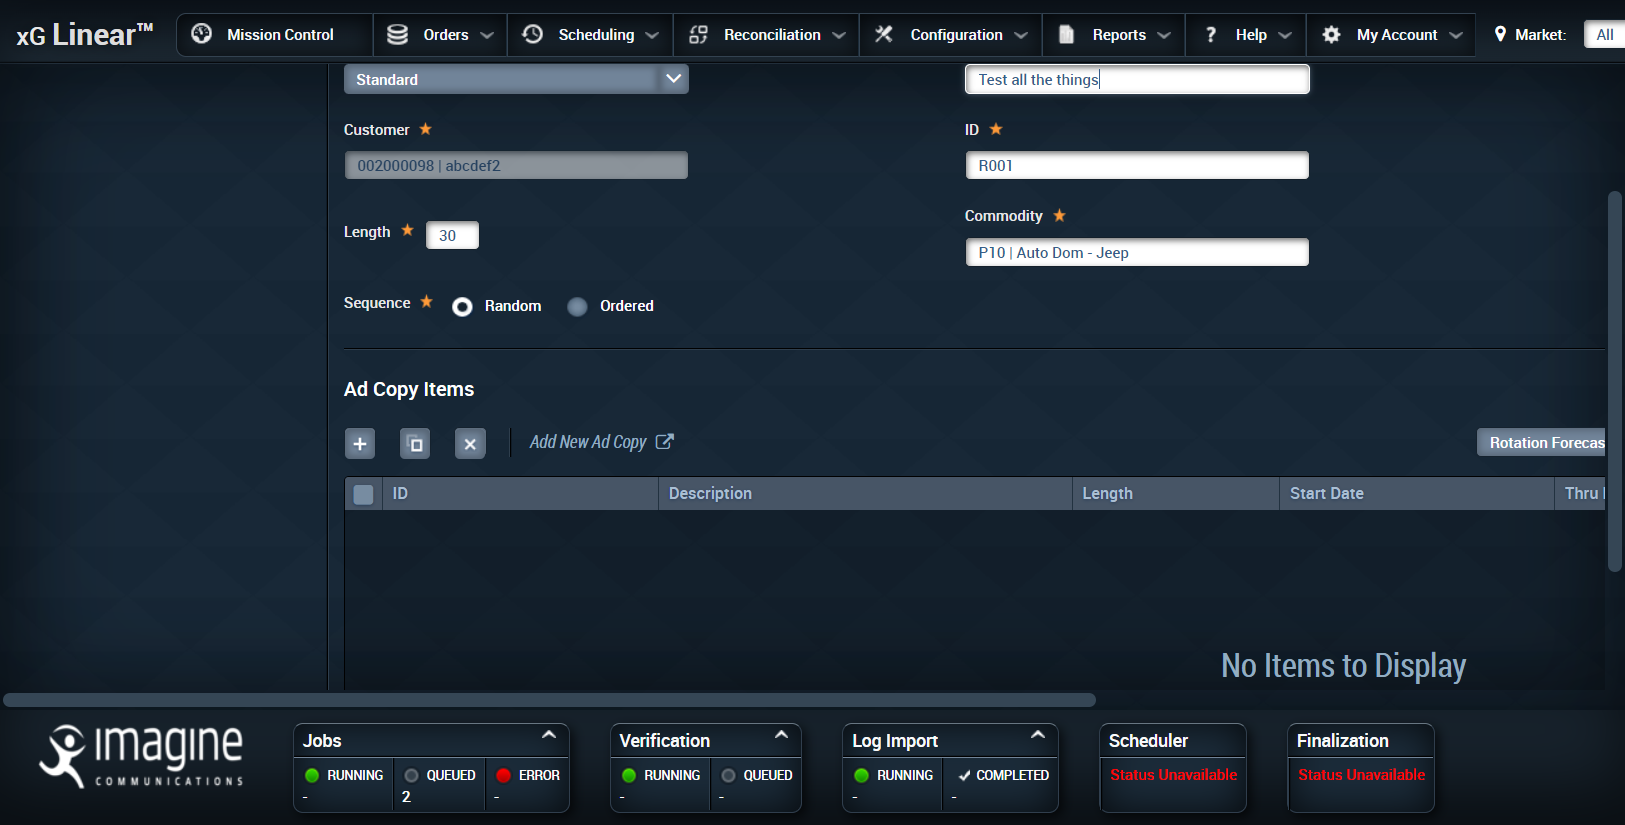 xG Linear™ Mission Control Orders Scheduling Reconciliation Configuration Reports ? Help My Account Market: All
Standard Test all the things
Customer ★ ID ★
002000098 | abcdef2 R001
Commodity ★
Length ★ 30
P10 | Auto Dom - Jeep
Sequence ★ Random Ordered
Ad Copy Items
Add New Ad Copy Rotation Forecas
ID Description Length Start Date Thru
No Items to Display
imagine
COMMUNICATIONS
Jobs
RUNNING QUEUED ERROR
- 2 -
Verification
RUNNING QUEUED
- -
Log Import
RUNNING COMPLETED
- -
Scheduler
Status Unavailable
Finalization
Status Unavailable